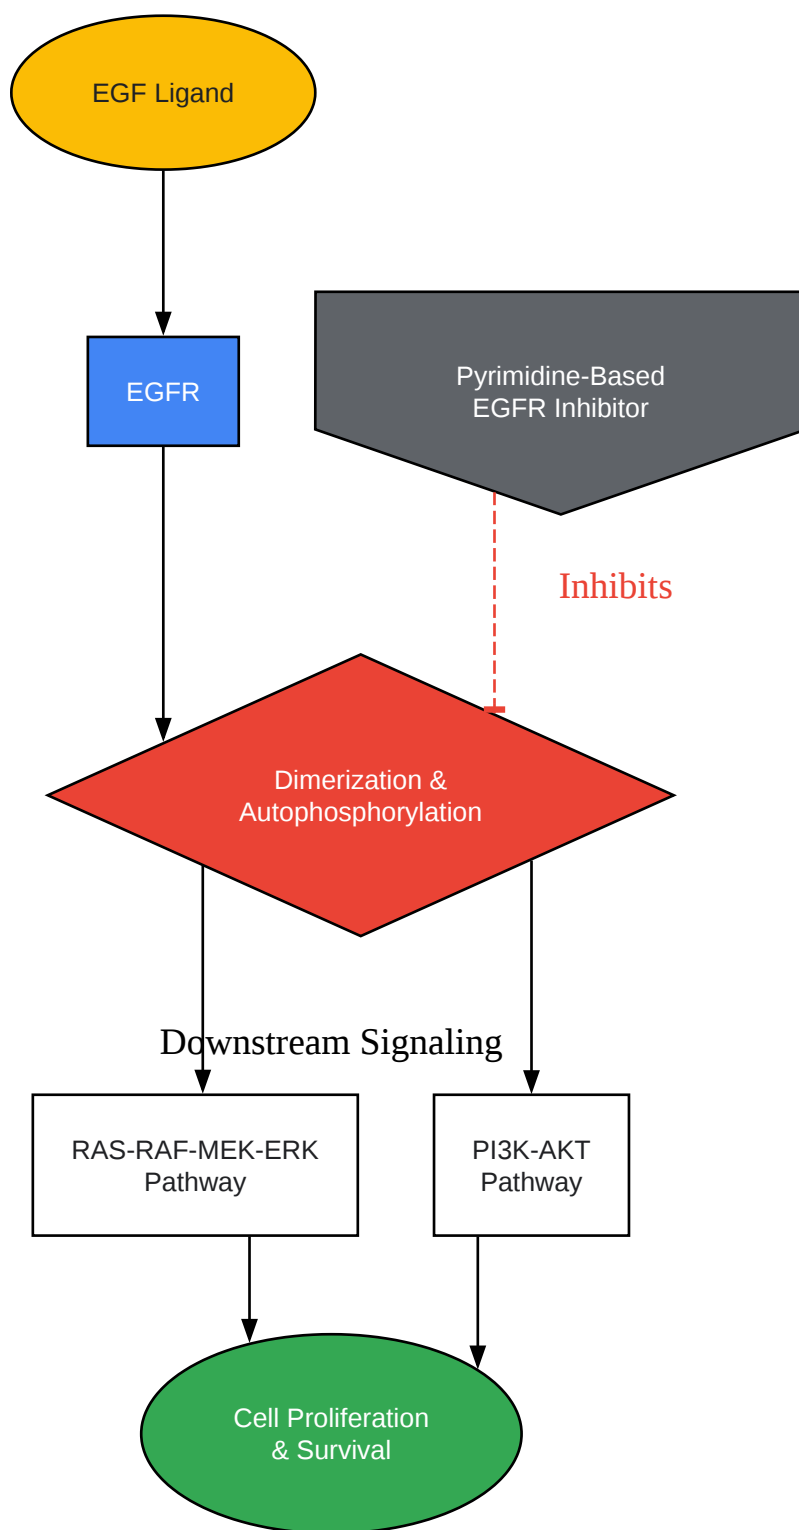 EGF Ligand
EGFR
Pyrimidine-Based
EGFR Inhibitor
Inhibits
Dimerization &
Autophosphorylation
Downstream Signaling
RAS-RAF-MEK-ERK
Pathway
PI3K-AKT
Pathway
Cell Proliferation
& Survival